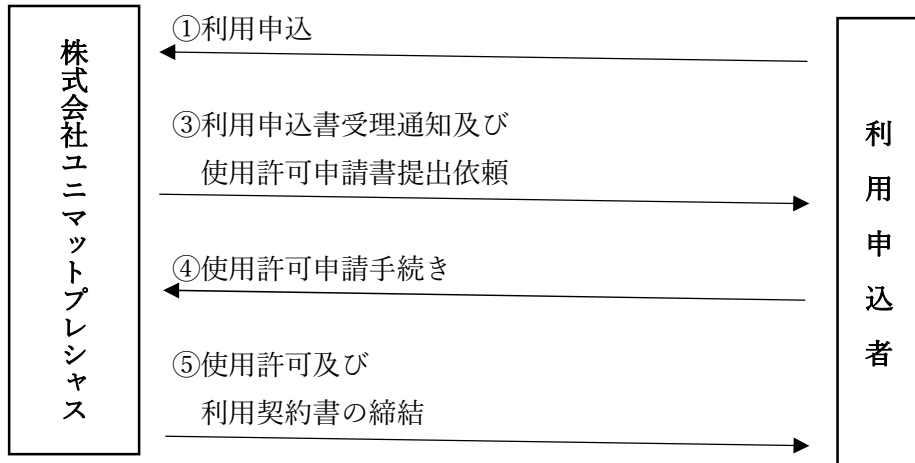 株式会社ユニマットプレシャス
①利用申込
③利用申込書受理通知及び
使用許可申請書提出依頼
④使用許可申請手続き
⑤使用許可及び
利用契約書の締結
利用申込者